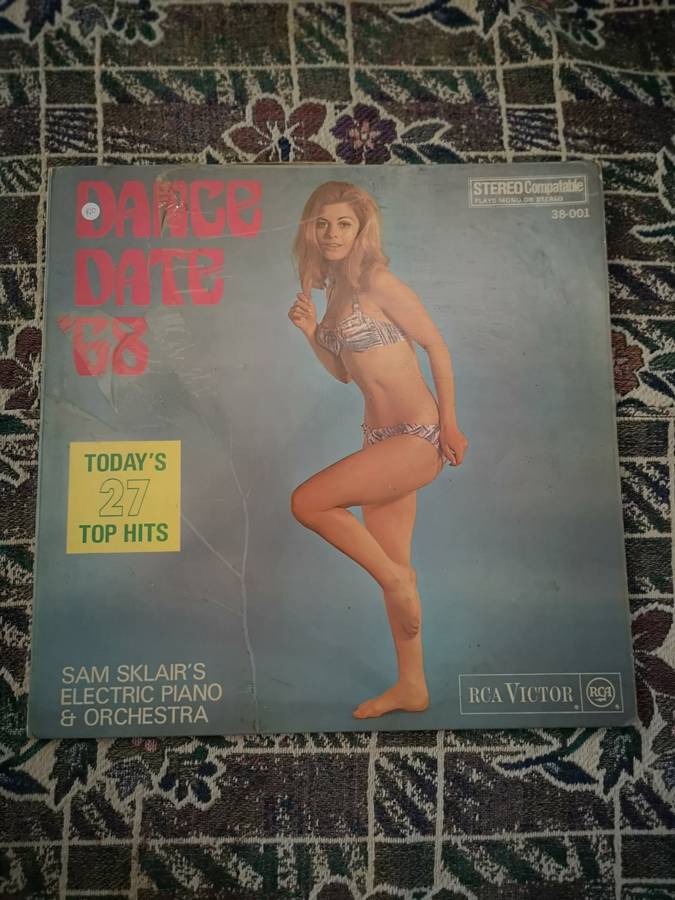 DANCE
DATE
'68
STEREO Compatable
PLAYS MONO OR STEREO
38-001
TODAY'S
27
TOP HITS
SAM SKLAIR'S
ELECTRIC PIANO
& ORCHESTRA
RCA VICTOR
RCA